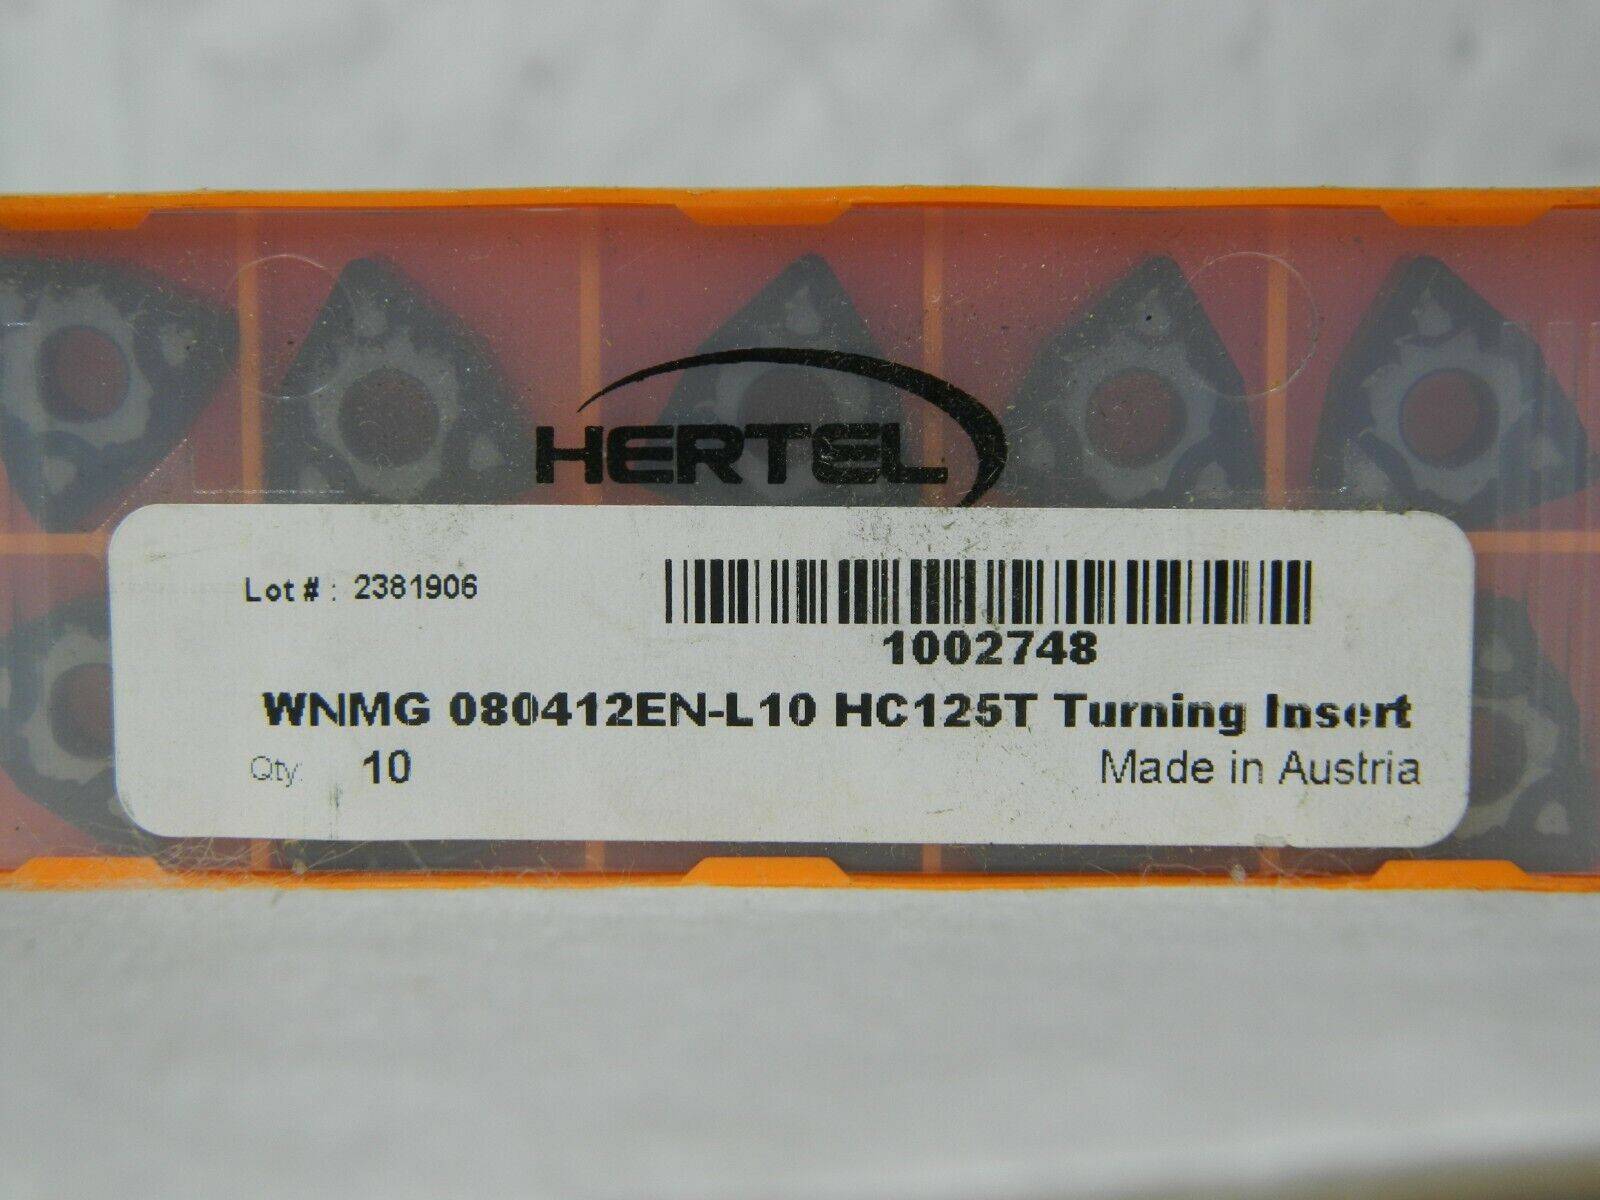 HERTEL
Lot # : 2381906
1002748
WNMG 080412EN-L10 HC125T Turning Insert
Qty: 10
Made in Austria